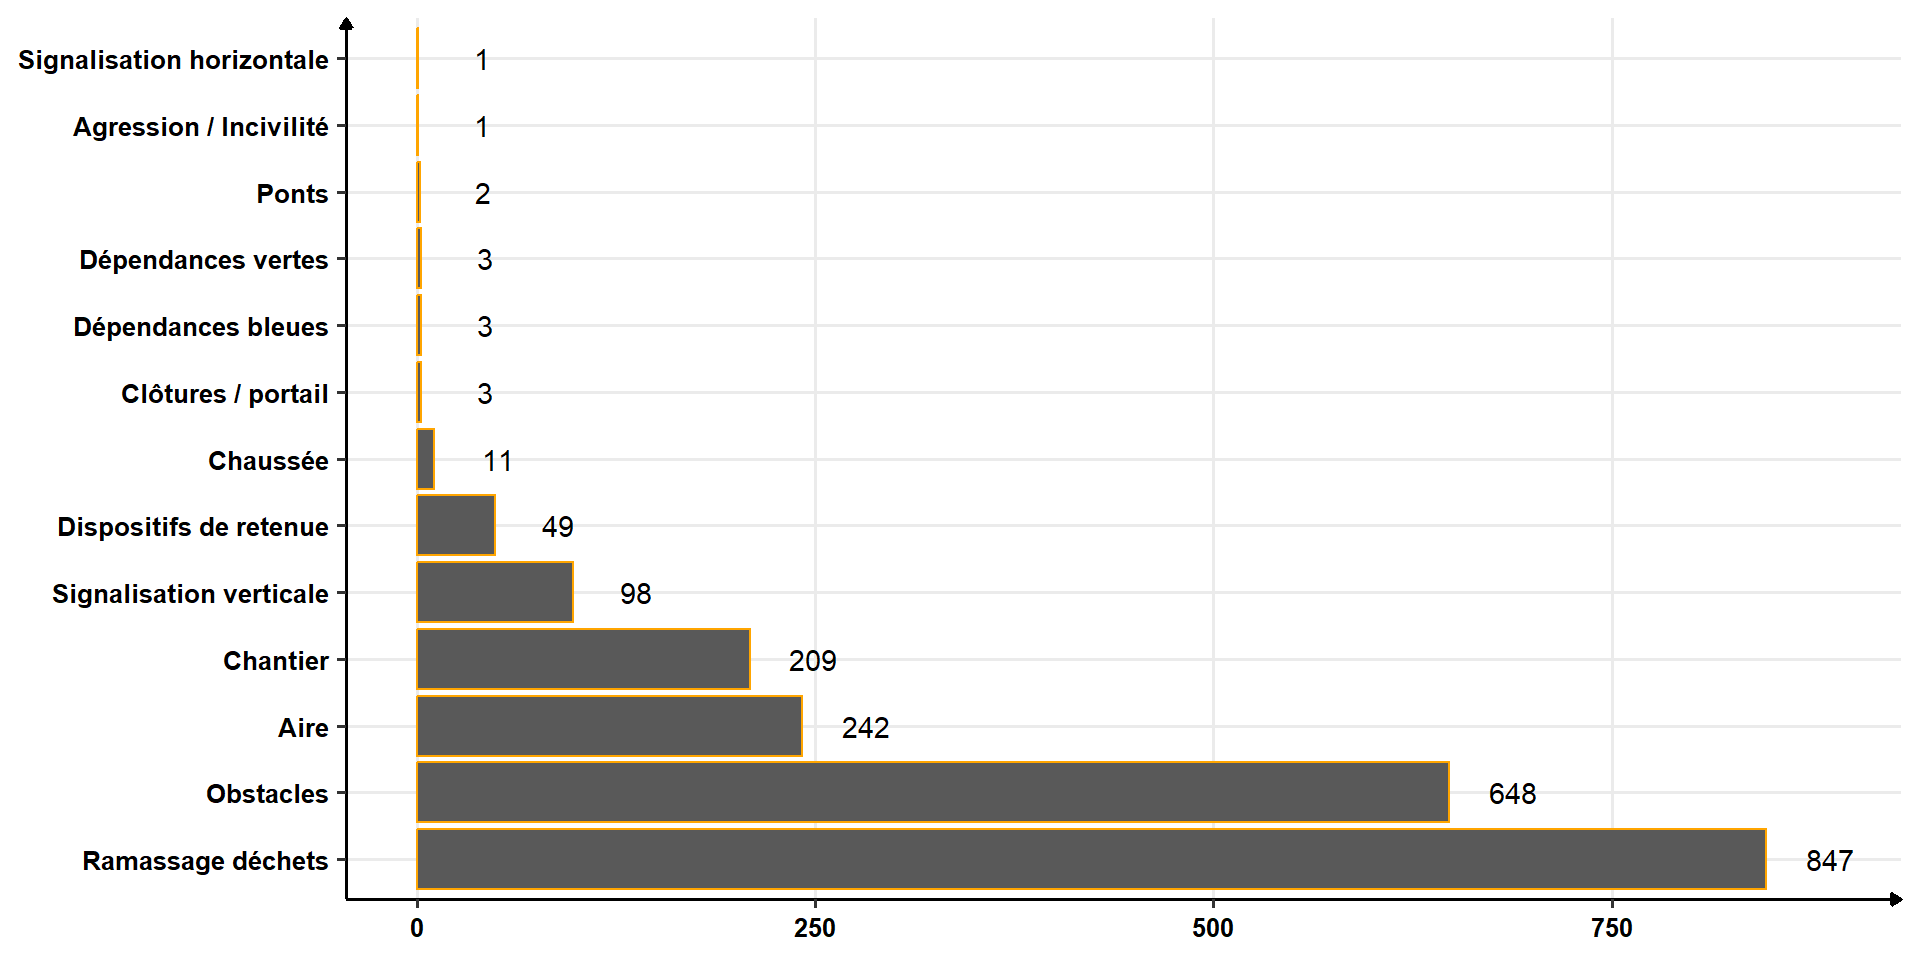 Signalisation horizontale 1
Agression / Incivilité 1
Ponts 2
Dépendances vertes 3
Dépendances bleues 3
Clôtures / portail 3
Chaussée 11
Dispositifs de retenue 49
Signalisation verticale 98
Chantier 209
Aire 242
Obstacles 648
Ramassage déchets 847
0 250 500 750